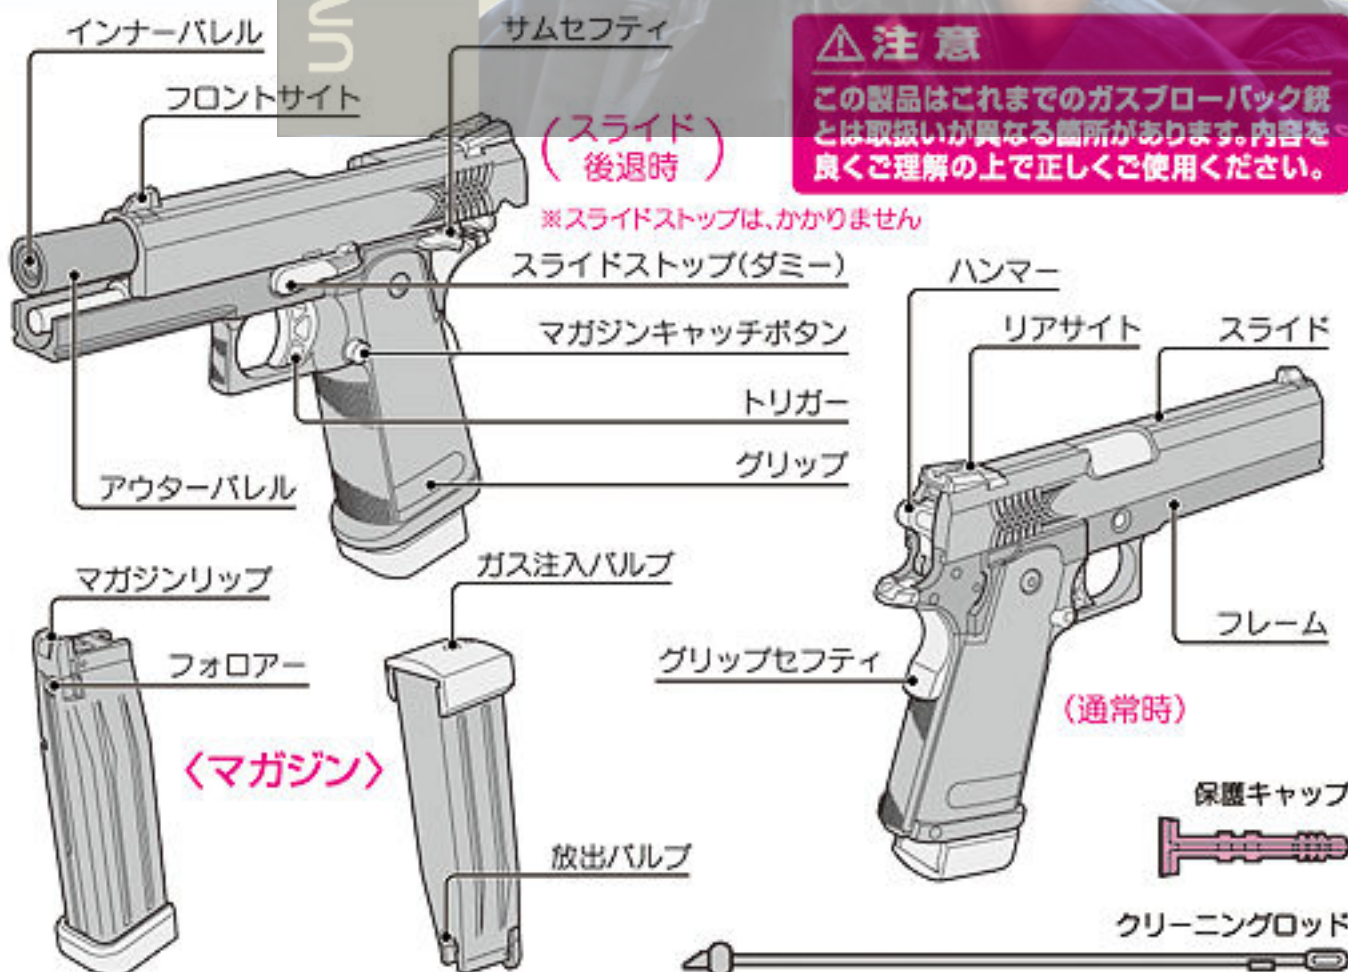 インナーバレル
サムセフティ
フロントサイト
(スライド後退時)
⚠注意
この製品はこれまでのガスブローバック銃
とは取扱いが異なる箇所があります。内容を
良くご理解の上で正しくご使用ください。
※スライドストップは、かかりません
スライドストップ(ダミー)
マガジンキャッチボタン
トリガー
グリップ
アウターバレル
ハンマー
リアサイト
スライド
マガジンリップ
フォロアー
ガス注入バルブ
〈マガジン〉
放出バルブ
グリップセフティ
フレーム
(通常時)
保護キャップ
クリーニングロッド